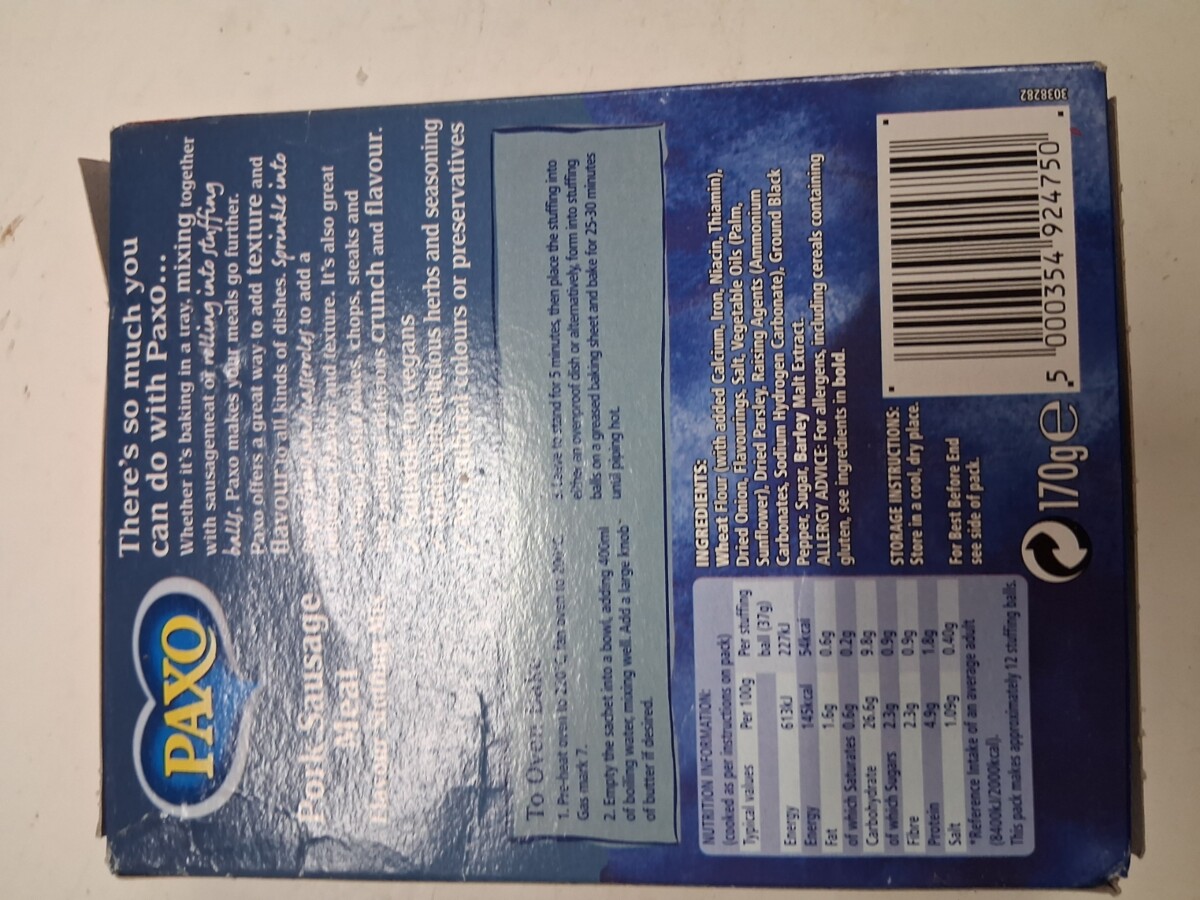 PAXO
Pork Sausage
Meat
There's so much you
can do with Paxo...
Whether it's baking in a tray, mixing together
with sausagemeat or rolling into stuffing
balls, Paxo makes your meals go further.
Paxo offers a great way to add texture and
flavour to all kinds of dishes. Sprinkle into
to add a
and texture. It's also great
chops, steaks and
crunch and flavour.
Suitable for vegans
delicious herbs and seasoning
colours or preservatives
To Oven Bake
1. Pre-heat oven to 220°C, fan oven to 200°C,
Gas mark 7.
2. Empty the sachet into a bowl, adding 400ml
of boiling water, mixing well. Add a large knob
of butter if desired.
3. Leave to stand for 5 minutes, then place the stuffing into
either an ovenproof dish or alternatively, form into stuffing
balls on a greased baking sheet and bake for 25-30 minutes
until piping hot.
NUTRITION INFORMATION:
(cooked as per instructions on pack)
Typical values Per 100g Per stuffing
ball (37g)
Energy 613kJ 227kJ
Energy 145kcal 54kcal
Fat 1.6g 0.6g
of which Saturates 0.6g 0.2g
Carbohydrate 26.6g 9.8g
of which Sugars 2.3g 0.9g
Fibre 2.3g 0.9g
Protein 4.9g 1.8g
Salt 1.09g 0.40g
*Reference Intake of an average adult
(8400kJ/2000kcal).
This pack makes approximately 12 stuffing balls.
INGREDIENTS:
Wheat Flour (with added Calcium, Iron, Niacin, Thiamin),
Dried Onion, Flavourings, Salt, Vegetable Oils (Palm,
Sunflower), Dried Parsley, Raising Agents (Ammonium
Carbonates, Sodium Hydrogen Carbonate), Ground Black
Pepper, Sugar, Barley Malt Extract.
ALLERGY ADVICE: For allergens, including cereals containing
gluten, see ingredients in bold.
STORAGE INSTRUCTIONS:
Store in a cool, dry place.
For Best Before End
see side of pack.
170g e
5 000354 924750
3038282